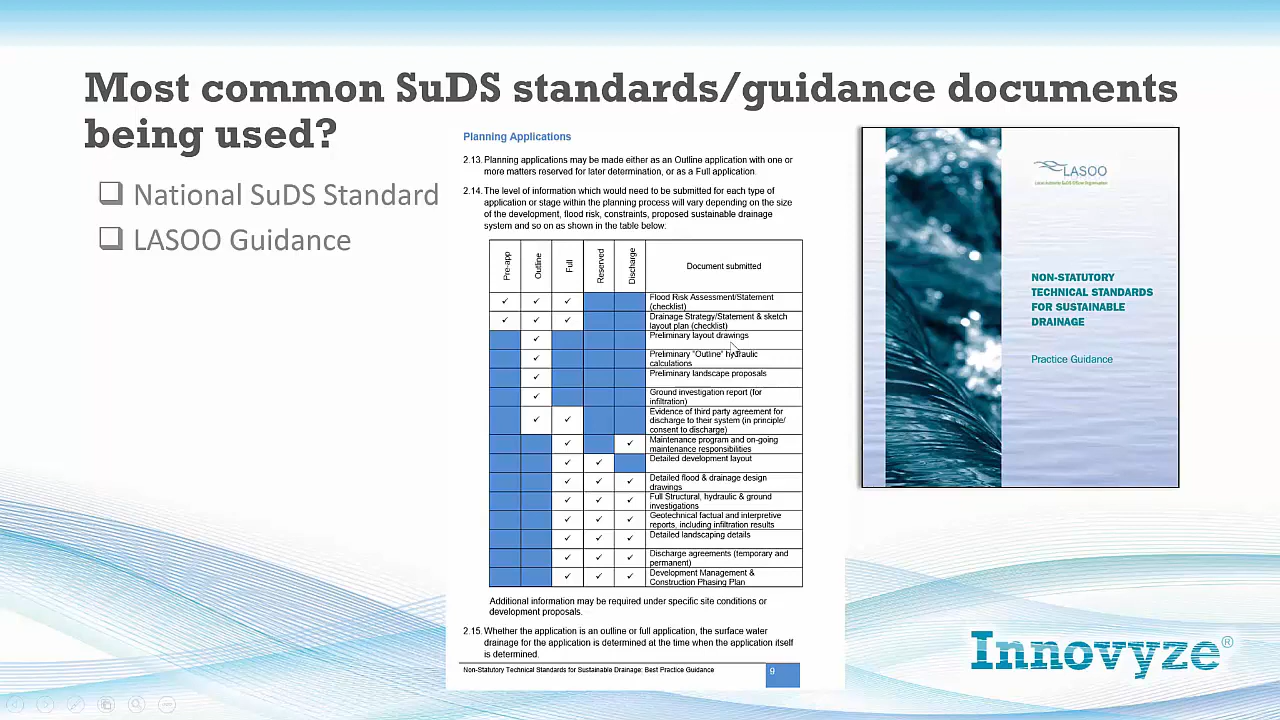 Most common SuDS standards/guidance documents
being used?
❑ National SuDS Standard
❑ LASOO Guidance
Planning Applications
2.13. Planning applications may be made either as an Outline application with one or
more matters reserved for later determination, or as a Full application.
2.14. The level of information which would need to be submitted for each type of
application or stage within the planning process will vary depending on the size
of the development, flood risk, constraints, proposed sustainable drainage
system and so on as shown in the table below:
Pre-app Outline Full Reserved Discharge Document submitted
✓ ✓ ✓ Flood Risk Assessment/Statement
(checklist)
✓ ✓ ✓ Drainage Strategy/Statement & sketch
layout plan (checklist)
✓ Preliminary layout drawings
✓ Preliminary "Outline" hydraulic
calculations
✓ Preliminary landscape proposals
✓ Ground investigation report (for
infiltration)
✓ ✓ Evidence of third party agreement for
discharge to their system (in principle/
consent to discharge)
✓ ✓ Maintenance program and on-going
maintenance responsibilities
✓ ✓ Detailed development layout
✓ ✓ ✓ Detailed flood & drainage design
drawings
✓ ✓ ✓ Full Structural, hydraulic & ground
investigations
✓ ✓ ✓ Geotechnical factual and interpretive
reports, including infiltration results
✓ ✓ ✓ Detailed landscaping details
✓ ✓ ✓ Discharge agreements (temporary and
permanent)
✓ ✓ ✓ Development Management &
Construction Phasing Plan
Additional information may be required under specific site conditions or
development proposals.
2.15. Whether the application is an outline or full application, the surface water
drainage for the application is determined at the time when the application itself
is determined.
Non-Statutory Technical Standards for Sustainable Drainage: Best Practice Guidance 9
LASOO
NON-STATUTORY
TECHNICAL STANDARDS
FOR SUSTAINABLE
DRAINAGE
Practice Guidance
Innovyze®